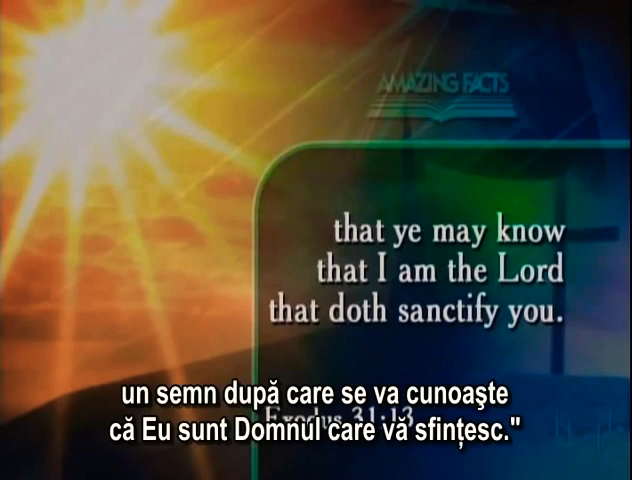 AMAZING FACTS
that ye may know
that I am the Lord
that doth sanctify you.
Exodus 31:13
un semn după care se va cunoaşte
că Eu sunt Domnul care vă sfinţesc."